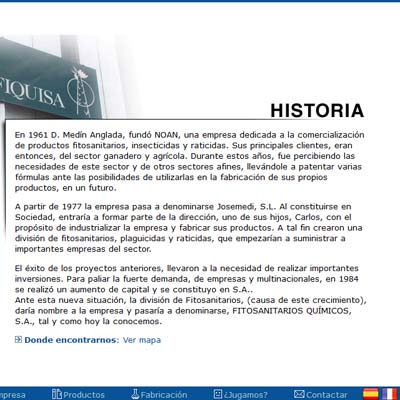 FIQUISA
HISTORIA
En 1961 D. Medín Anglada, fundó NOAN, una empresa dedicada a la comercialización
de productos fitosanitarios, insecticidas y raticidas. Sus principales clientes, eran
entonces, del sector ganadero y agrícola. Durante estos años, fue percibiendo las
necesidades de este sector y de otros sectores afines, llevándole a patentar varias
fórmulas ante las posibilidades de utilizarlas en la fabricación de sus propios
productos, en un futuro.
A partir de 1977 la empresa pasa a denominarse Josemedi, S.L. Al constituirse en
Sociedad, entraría a formar parte de la dirección, uno de sus hijos, Carlos, con el
propósito de industrializar la empresa y fabricar sus productos. A tal fin crearon una
división de fitosanitarios, plaguicidas y raticidas, que empezarían a suministrar a
importantes empresas del sector.
El éxito de los proyectos anteriores, llevaron a la necesidad de realizar importantes
inversiones. Para paliar la fuerte demanda, de empresas y multinacionales, en 1984
se realizó un aumento de capital y se constituyo en S.A..
Ante esta nueva situación, la división de Fitosanitarios, (causa de este crecimiento),
daría nombre a la empresa y pasaría a denominarse, FITOSANITARIOS QUÍMICOS,
S.A., tal y como hoy la conocemos.
Donde encontrarnos: Ver mapa
mpresa Productos Fabricación ¿Jugamos? Contactar